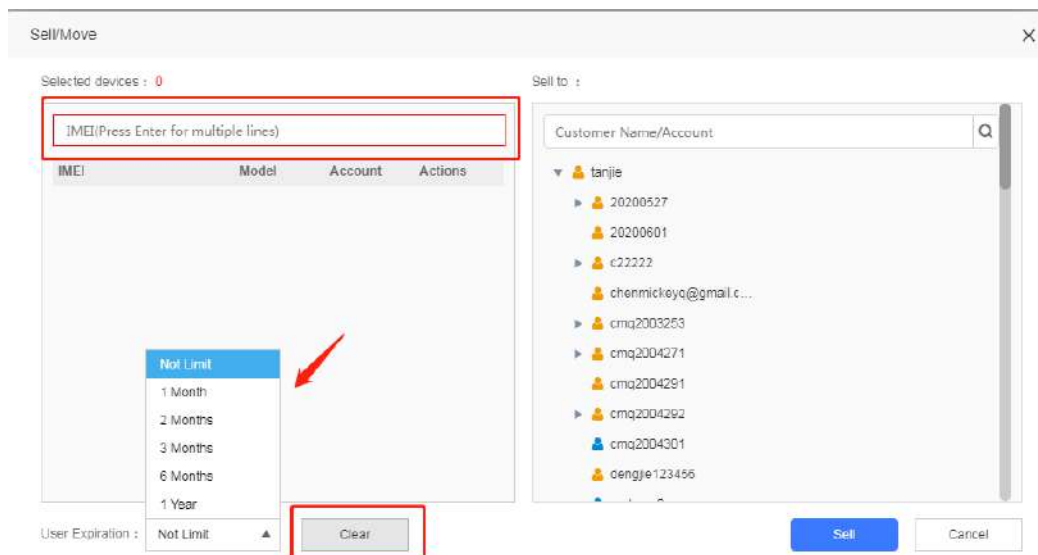 Sell/Move
Selected devices : 0
IMEI(Press Enter for multiple lines)
IMEI Model Account Actions
Not Limit
1 Month
2 Months
3 Months
6 Months
1 Year
User Expiration : Not Limit
Clear
Sell to :
Customer Name/Account
tanjie
20200527
20200601
c22222
chenmickeyq@gmail.c...
cmq2003253
cmq2004271
cmq2004291
cmq2004292
cmq2004301
dengjie123456
Sell
Cancel